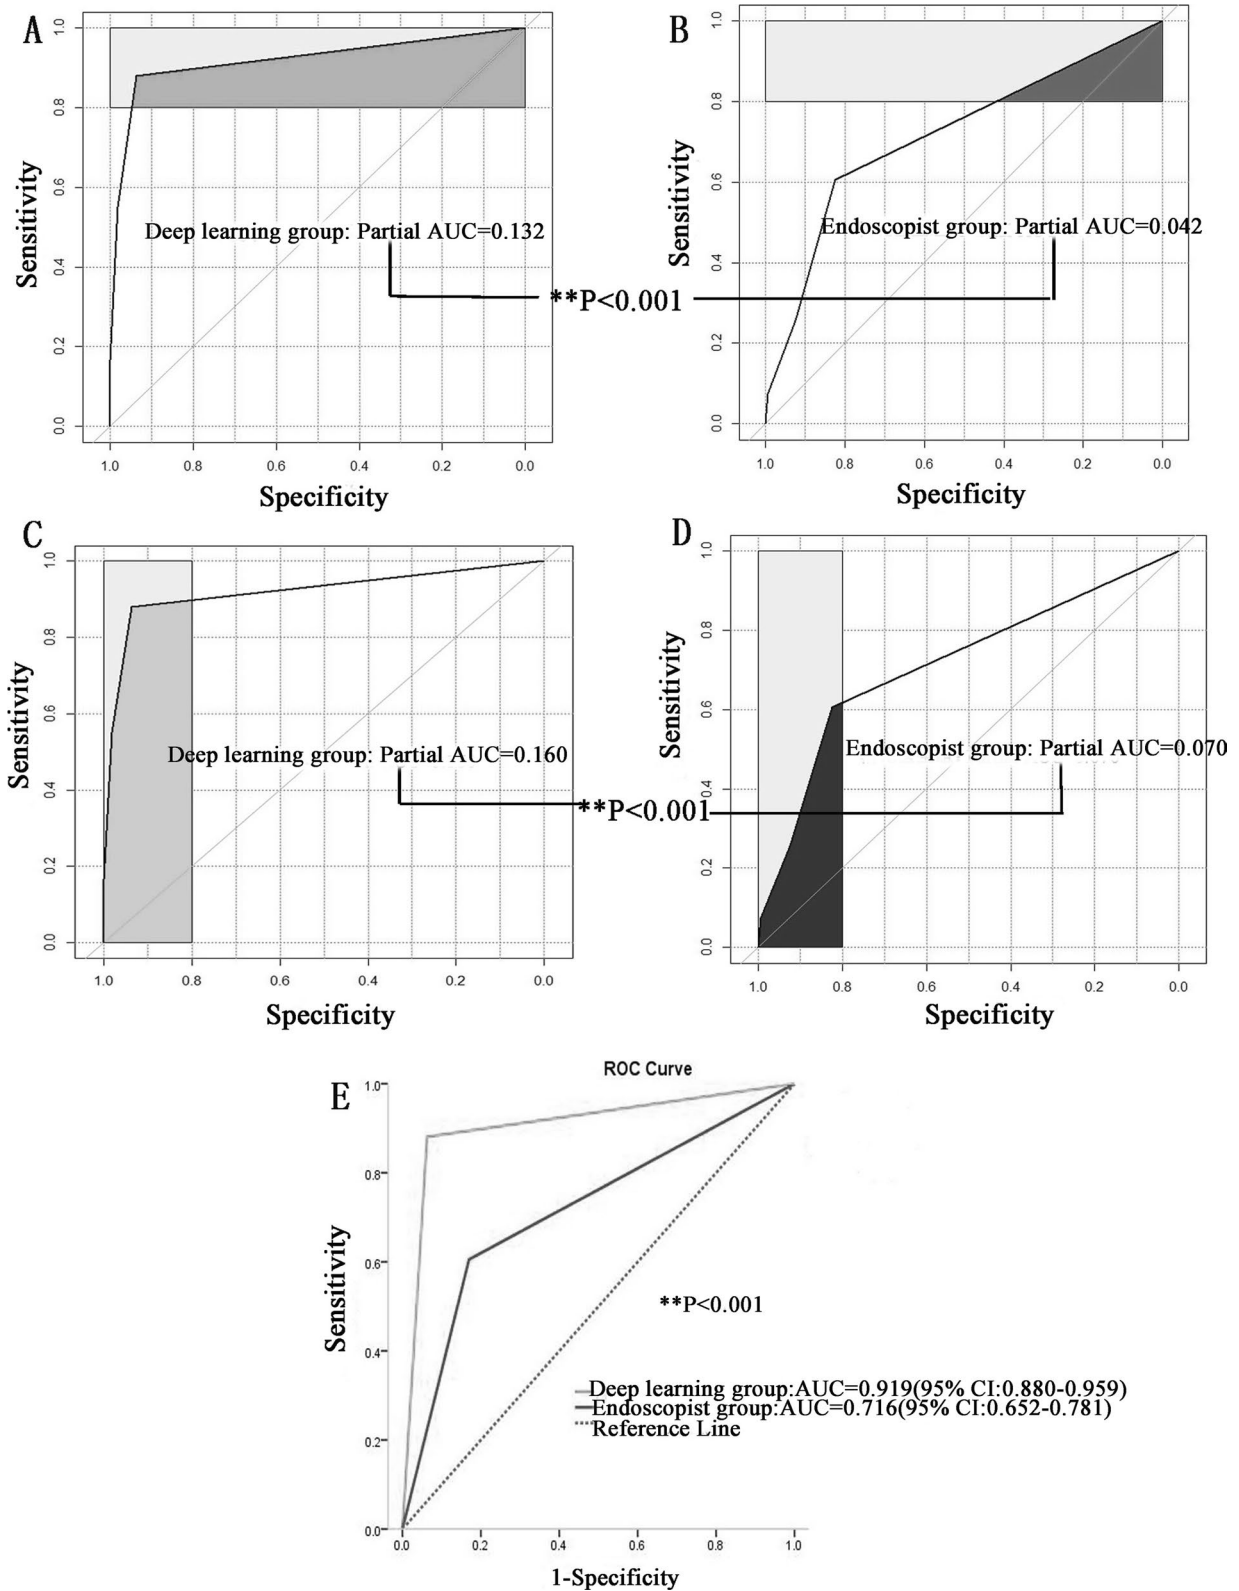 A
1.0
0.8
0.6
0.4
0.2
0.0
Sensitivity
Deep learning group: Partial AUC=0.132
1.0
0.8
0.6
0.4
0.2
0.0
Specificity
B
1.0
0.8
0.6
0.4
0.2
0.0
Sensitivity
Endoscopist group: Partial AUC=0.042
1.0
0.8
0.6
0.4
0.2
0.0
Specificity
**P<0.001
C
1.0
0.8
0.6
0.4
0.2
0.0
Sensitivity
Deep learning group: Partial AUC=0.160
1.0
0.8
0.6
0.4
0.2
0.0
Specificity
D
1.0
0.8
0.6
0.4
0.2
0.0
Sensitivity
Endoscopist group: Partial AUC=0.070
1.0
0.8
0.6
0.4
0.2
0.0
Specificity
**P<0.001
E
ROC Curve
1.0
0.8
0.6
0.4
0.2
0.0
Sensitivity
**P<0.001
Deep learning group:AUC=0.919(95% CI:0.880-0.959)
Endoscopist group:AUC=0.716(95% CI:0.652-0.781)
Reference Line
0.0
0.2
0.4
0.6
0.8
1.0
1-Specificity